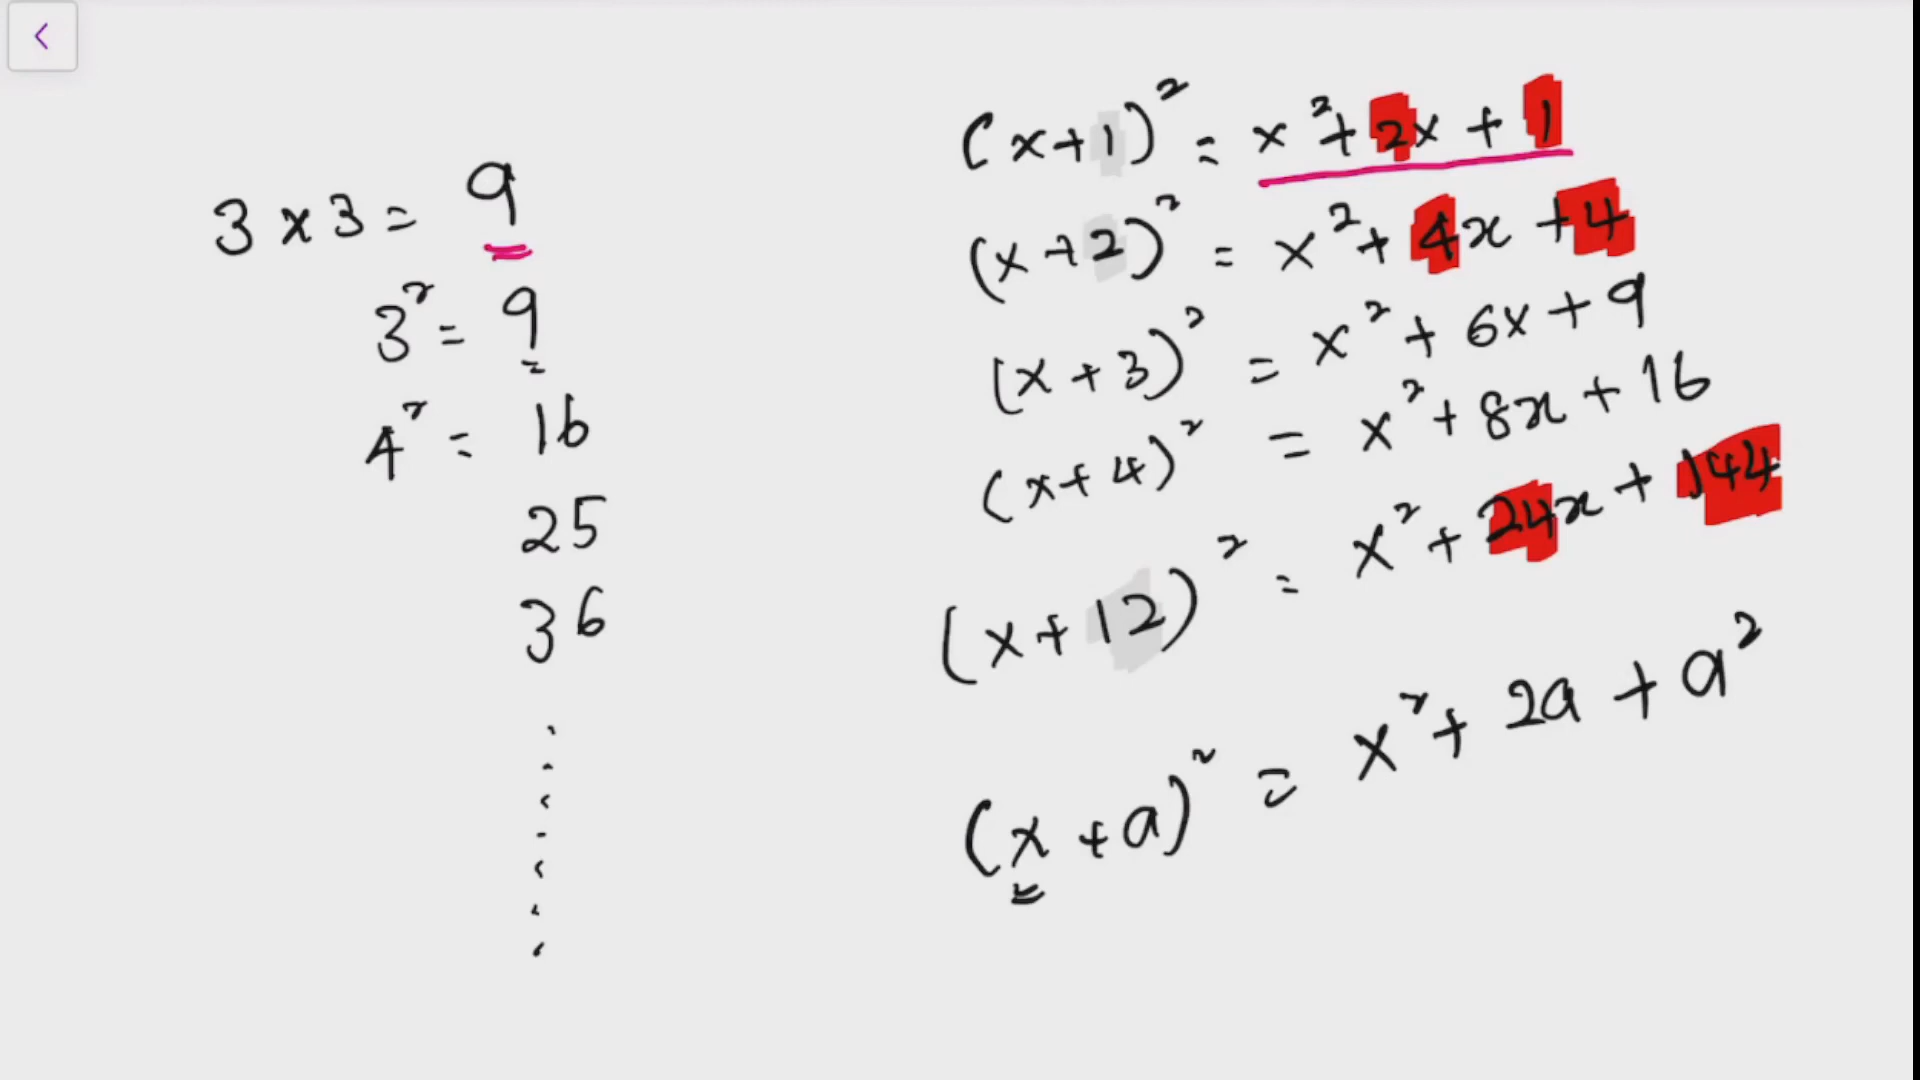 3 x 3 = 9
3² = 9
4² = 16
25
36
(x+1)² = x² + 2x + 1
(x+2)² = x² + 4x + 4
(x+3)² = x² + 6x + 9
(x+4)² = x² + 8x + 16
(x+12)² = x² + 24x + 144
(x+a)² = x² + 2a + a²